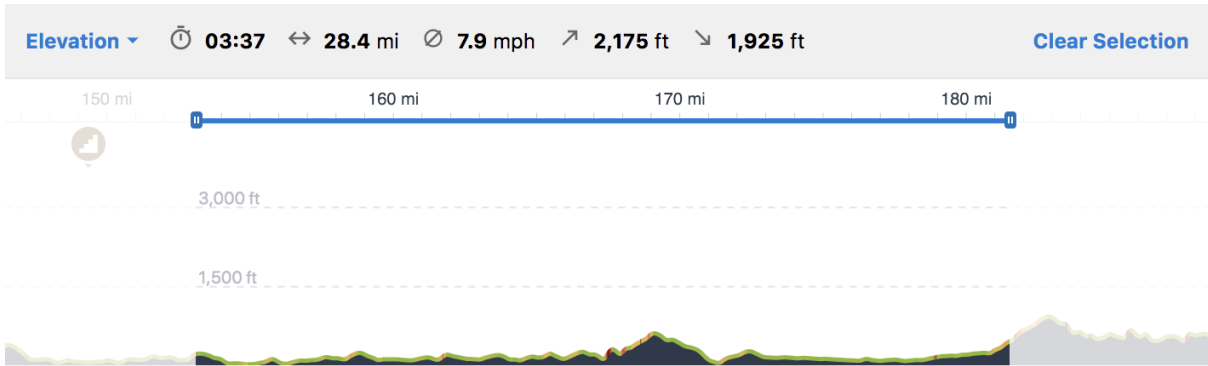 Elevation 03:37 28.4 mi 7.9 mph 2,175 ft 1,925 ft Clear Selection
150 mi 160 mi 170 mi 180 mi
3,000 ft
1,500 ft